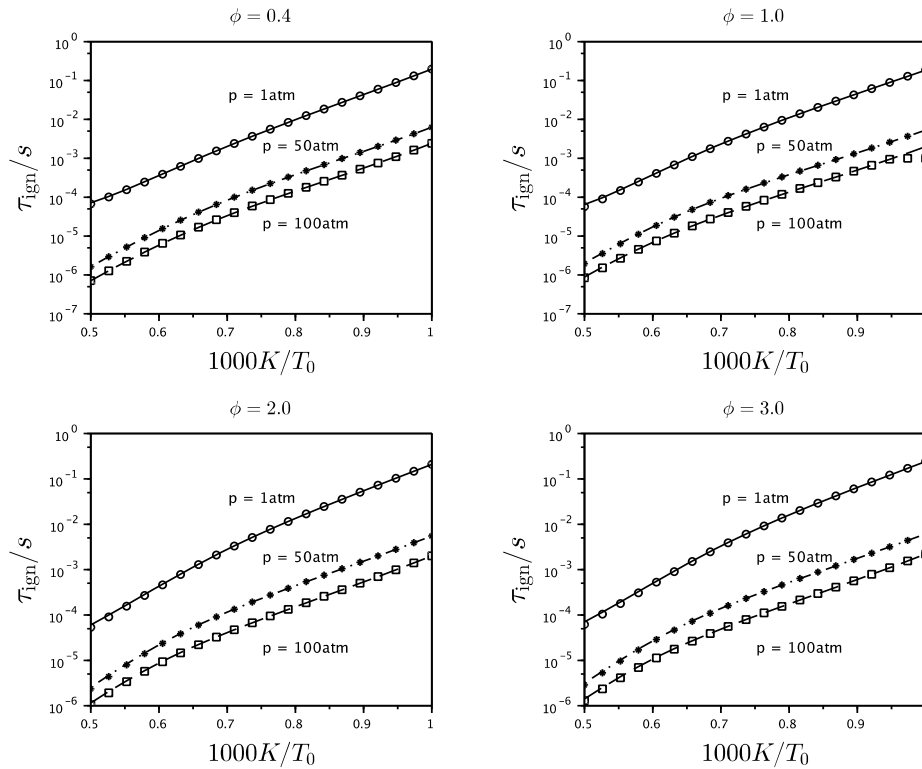 ϕ = 0.4
10^0
10^-1
10^-2
10^-3
10^-4
10^-5
10^-6
10^-7
τ_ign/s
p = 1atm
p = 50atm
p = 100atm
0.5 0.6 0.7 0.8 0.9 1
1000K/T_0
ϕ = 1.0
10^0
10^-1
10^-2
10^-3
10^-4
10^-5
10^-6
10^-7
τ_ign/s
p = 1atm
p = 50atm
p = 100atm
0.5 0.6 0.7 0.8 0.9
1000K/T_0
ϕ = 2.0
10^0
10^-1
10^-2
10^-3
10^-4
10^-5
10^-6
τ_ign/s
p = 1atm
p = 50atm
p = 100atm
0.5 0.6 0.7 0.8 0.9 1
1000K/T_0
ϕ = 3.0
10^0
10^-1
10^-2
10^-3
10^-4
10^-5
10^-6
τ_ign/s
p = 1atm
p = 50atm
p = 100atm
0.5 0.6 0.7 0.8 0.9
1000K/T_0